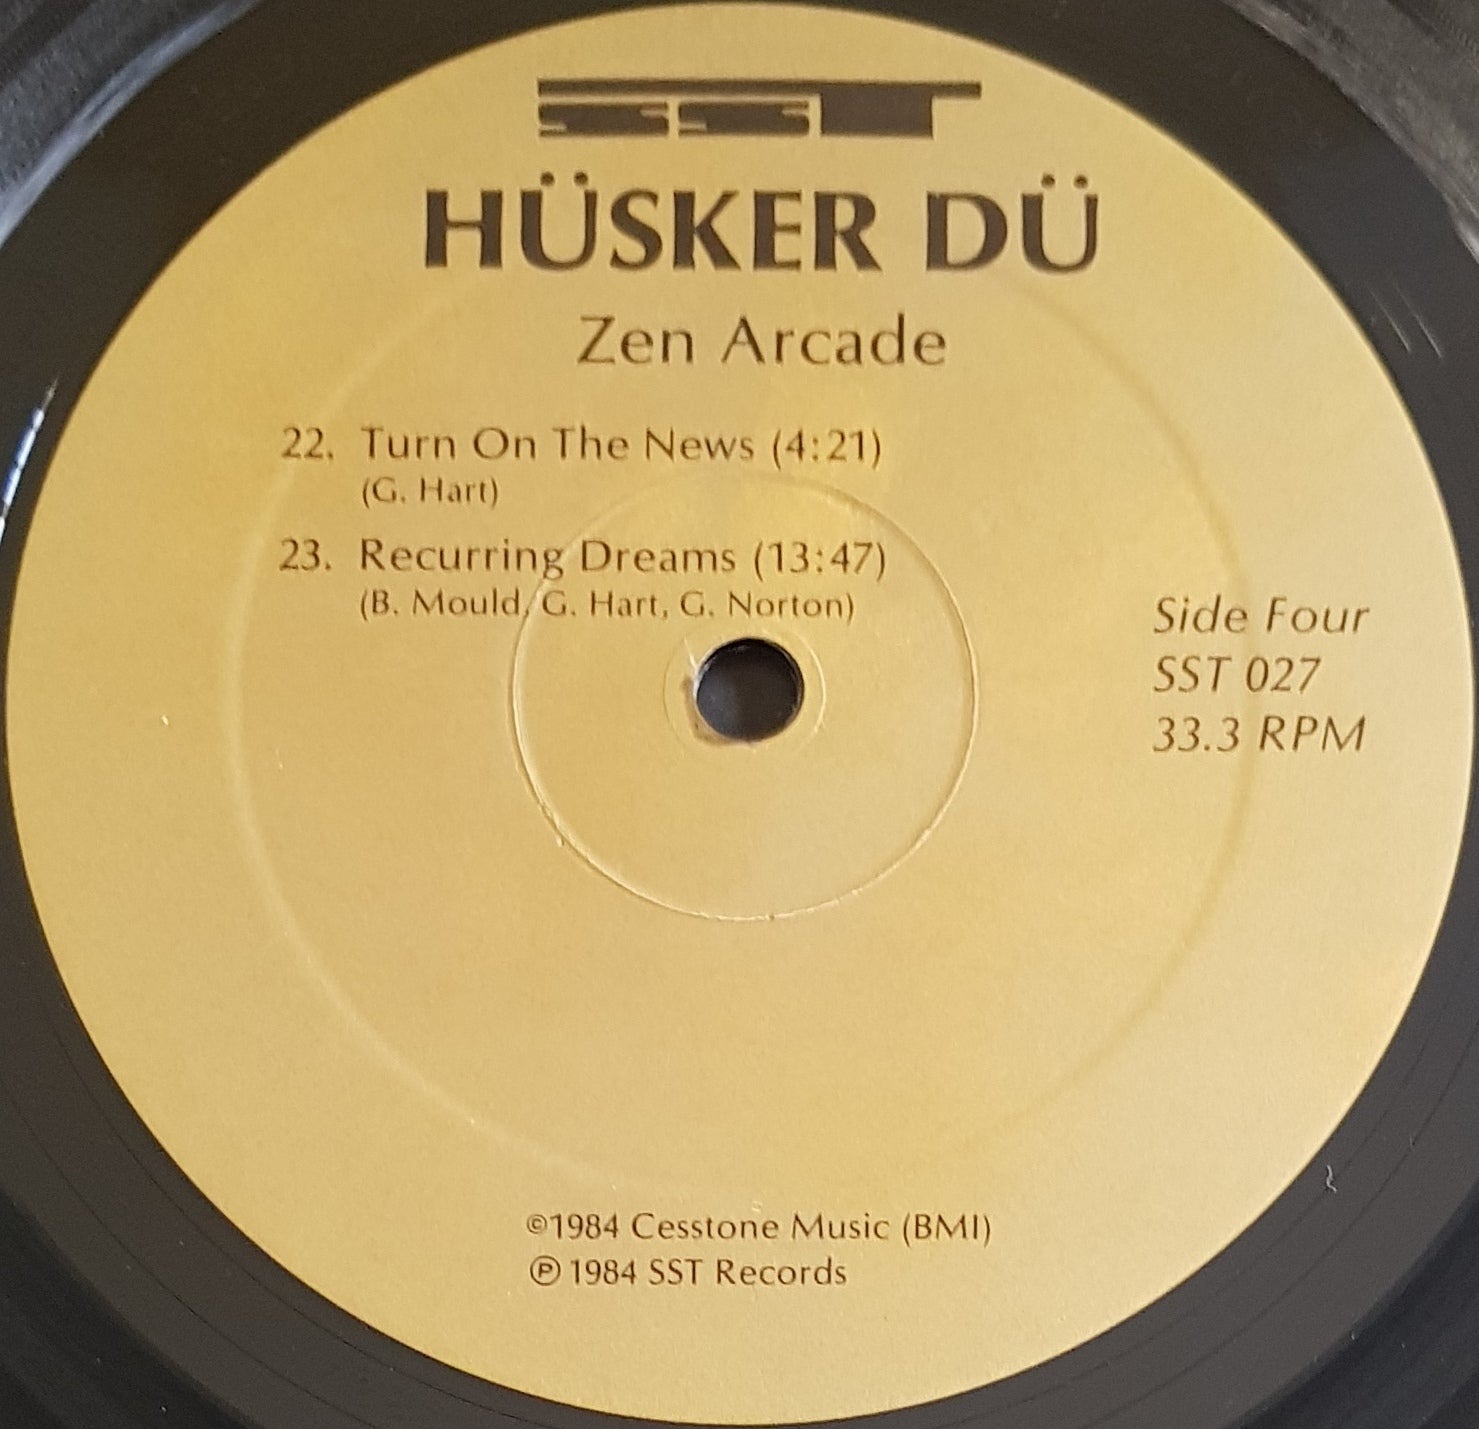 SST
HÜSKER DÜ
Zen Arcade
22. Turn On The News (4:21)
(G. Hart)
23. Recurring Dreams (13:47)
(B. Mould, G. Hart, G. Norton)
Side Four
SST 027
33.3 RPM
©1984 Cesstone Music (BMI)
℗ 1984 SST Records